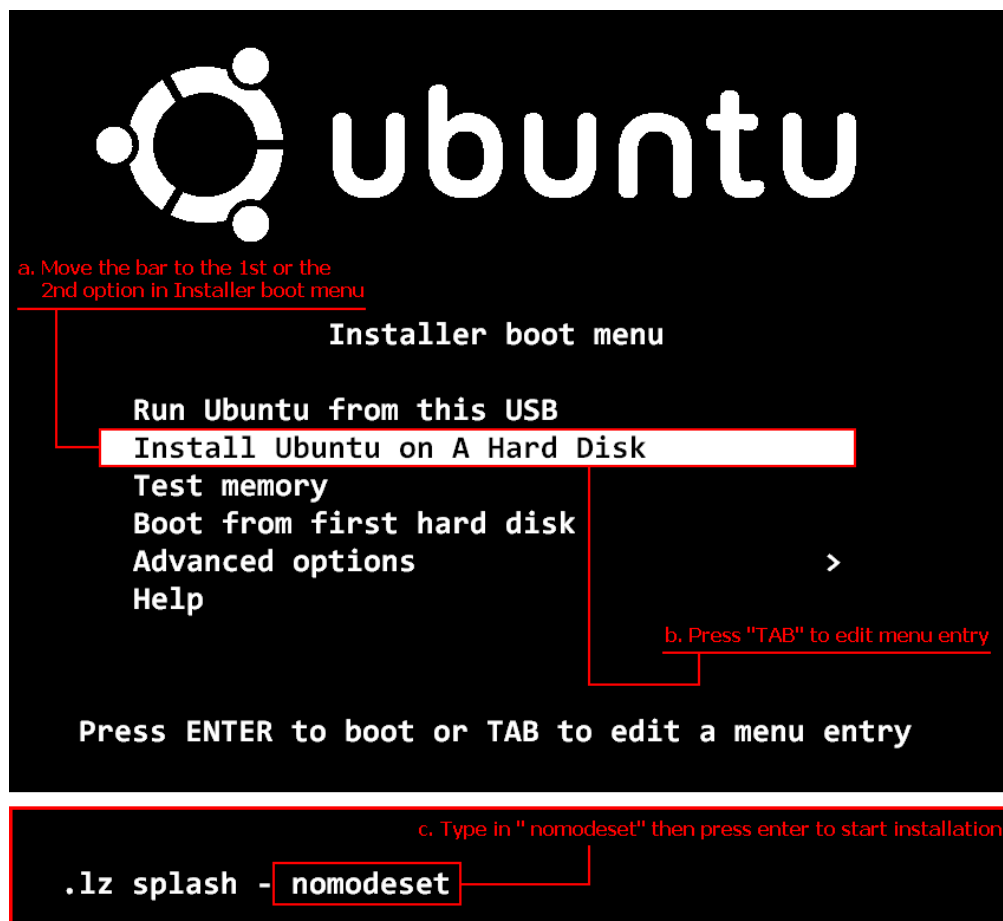 ubuntu
a. Move the bar to the 1st or the
2nd option in Installer boot menu
Installer boot menu
Run Ubuntu from this USB
Install Ubuntu on A Hard Disk
Test memory
Boot from first hard disk
Advanced options >
Help
b. Press "TAB" to edit menu entry
Press ENTER to boot or TAB to edit a menu entry
c. Type in " nomodeset" then press enter to start installation
.lz splash - nomodeset